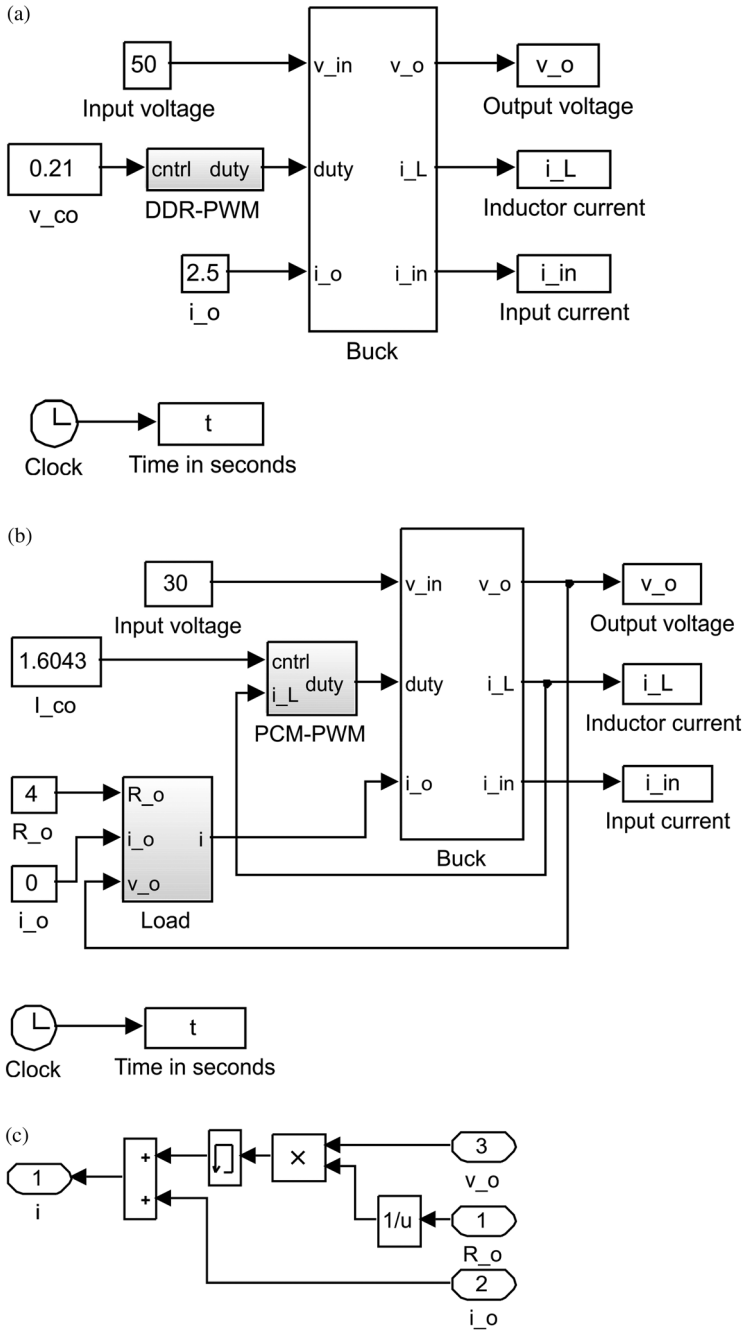 (a)
50
Input voltage
v_in
v_o
v_o
Output voltage
0.21
v_co
cntrl duty
DDR-PWM
duty
i_L
i_L
Inductor current
2.5
i_o
i_o
i_in
i_in
Input current
Buck
Clock
t
Time in seconds
(b)
30
Input voltage
v_in
v_o
v_o
Output voltage
1.6043
I_co
cntrl
i_L
duty
PCM-PWM
duty
i_L
i_L
Inductor current
4
R_o
0
i_o
R_o
i_o
v_o
i
Load
i_o
i_in
i_in
Input current
Buck
Clock
t
Time in seconds
(c)
1
i
+
+
×
3
v_o
1/u
1
R_o
2
i_o